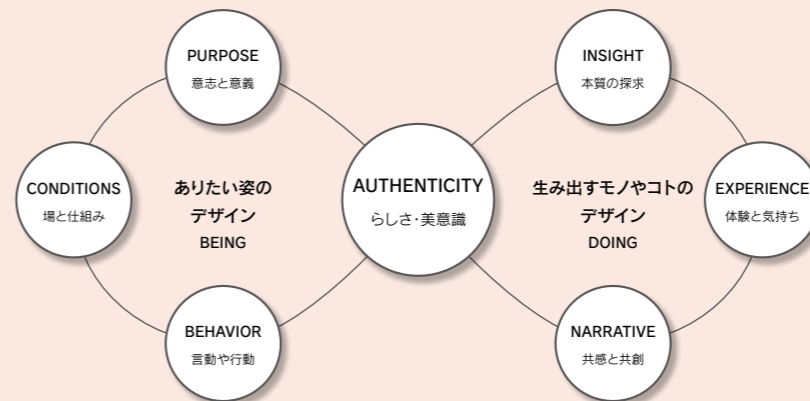 PURPOSE
意志と意義
INSIGHT
本質の探求
CONDITIONS
場と仕組み
ありたい姿の
デザイン
BEING
AUTHENTICITY
らしさ・美意識
生み出すモノやコトの
デザイン
DOING
EXPERIENCE
体験と気持ち
BEHAVIOR
言動や行動
NARRATIVE
共感と共創